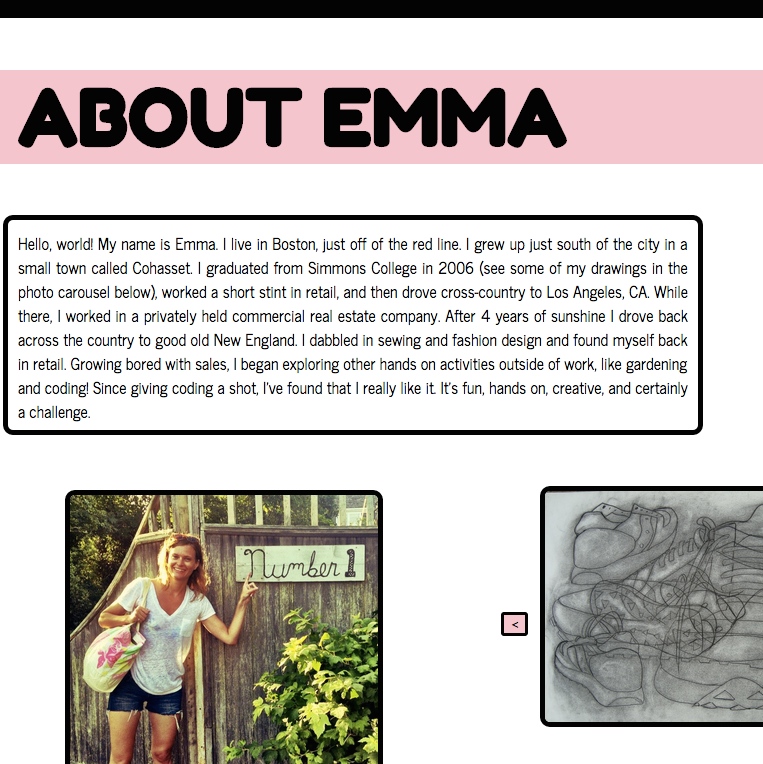 ABOUT EMMA
Hello, world! My name is Emma. I live in Boston, just off of the red line. I grew up just south of the city in a
small town called Cohasset. I graduated from Simmons College in 2006 (see some of my drawings in the
photo carousel below), worked a short stint in retail, and then drove cross-country to Los Angeles, CA. While
there, I worked in a privately held commercial real estate company. After 4 years of sunshine I drove back
across the country to good old New England. I dabbled in sewing and fashion design and found myself back
in retail. Growing bored with sales, I began exploring other hands on activities outside of work, like gardening
and coding! Since giving coding a shot, I've found that I really like it. It's fun, hands on, creative, and certainly
a challenge.
Number 1
<